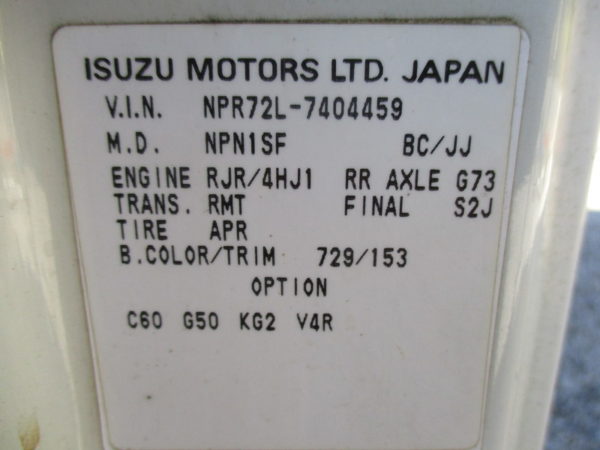 ISUZU MOTORS LTD. JAPAN
V.I.N. NPR72L-7404459
M.D. NPN1SF BC/JJ
ENGINE RJR/4HJ1 RR AXLE G73
TRANS. RMT FINAL S2J
TIRE APR
B.COLOR/TRIM 729/153
OPTION
C60 G50 KG2 V4R